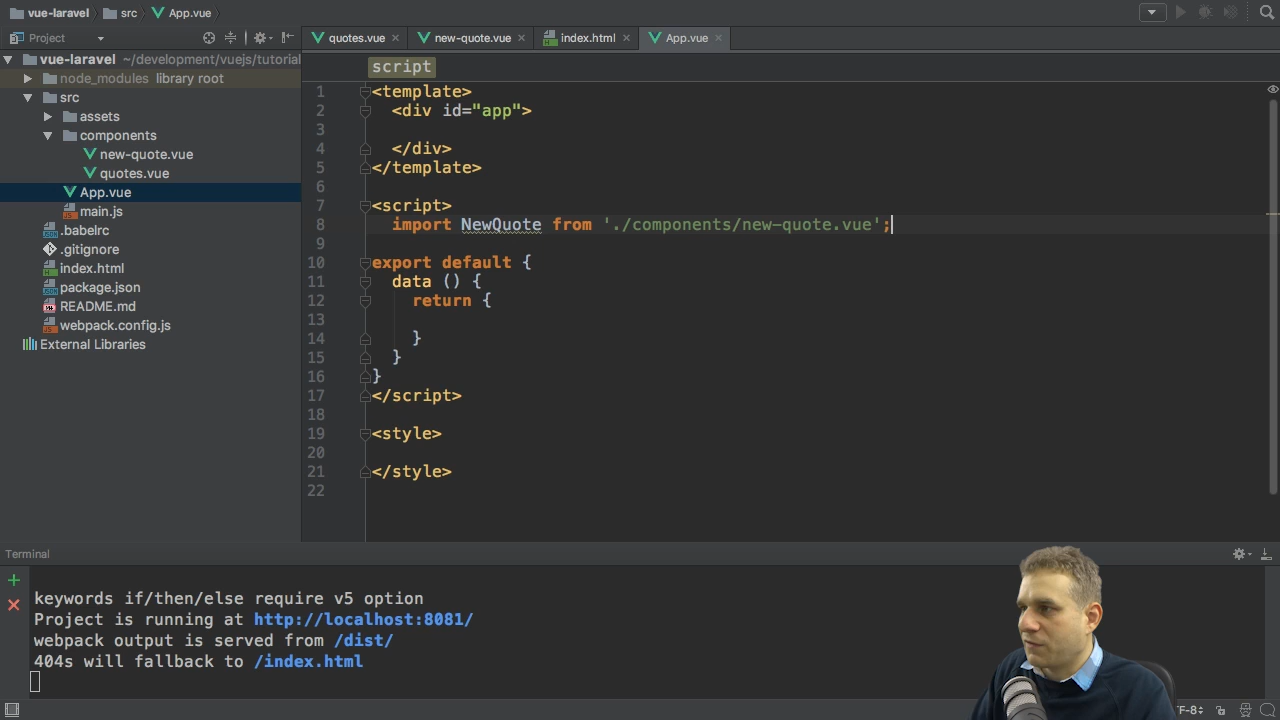 vue-laravel src App.vue
Project
quotes.vue new-quote.vue index.html App.vue
vue-laravel ~/development/vuejs/tutorial
node_modules library root
src
assets
components
new-quote.vue
quotes.vue
App.vue
main.js
.babelrc
.gitignore
index.html
package.json
README.md
webpack.config.js
External Libraries
script
1 <template>
2 <div id="app">
3
4 </div>
5 </template>
6
7 <script>
8 import NewQuote from './components/new-quote.vue';
9
10 export default {
11 data () {
12 return {
13
14 }
15 }
16 }
17 </script>
18
19 <style>
20
21 </style>
22
Terminal
keywords if/then/else require v5 option
Project is running at http://localhost:8081/
webpack output is served from /dist/
404s will fallback to /index.html